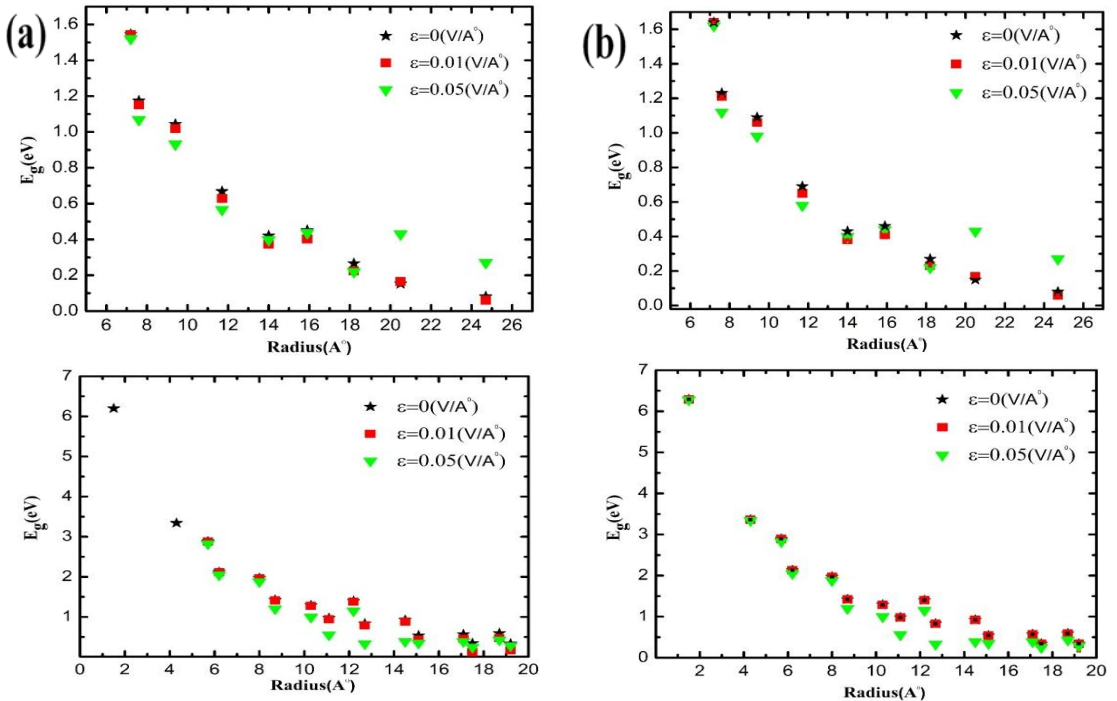 (a)
1.6
1.4
1.2
1.0
0.8
0.6
0.4
0.2
0.0
E_g(eV)
ε=0(V/A°)
ε=0.01(V/A°)
ε=0.05(V/A°)
6 8 10 12 14 16 18 20 22 24 26
Radius(A°)
(b)
1.6
1.4
1.2
1.0
0.8
0.6
0.4
0.2
0.0
E_g(eV)
ε=0(V/A°)
ε=0.01(V/A°)
ε=0.05(V/A°)
6 8 10 12 14 16 18 20 22 24 26
Radius(A°)
7
6
5
4
3
2
1
E_g(eV)
ε=0(V/A°)
ε=0.01(V/A°)
ε=0.05(V/A°)
0 2 4 6 8 10 12 14 16 18 20
Radius(A°)
7
6
5
4
3
2
1
0
E_g(eV)
ε=0(V/A°)
ε=0.01(V/A°)
ε=0.05(V/A°)
2 4 6 8 10 12 14 16 18 20
Radius(A°)